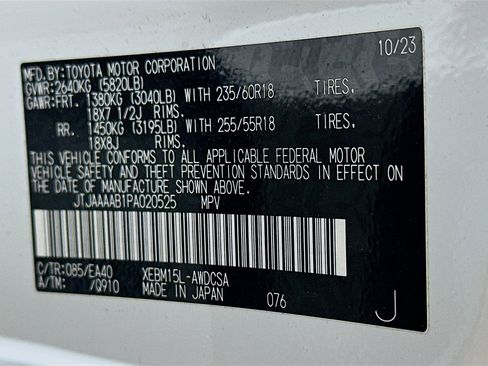 MFD.BY:TOYOTA MOTOR CORPORATION 10/23
GVWR:2640KG (5820LB)
GAWR:FRT. 1380KG (3040LB) WITH 235/60R18 TIRES,
18X7 1/2J RIMS.
RR. 1450KG (3195LB) WITH 255/55R18 TIRES,
18X8J RIMS.
THIS VEHICLE CONFORMS TO ALL APPLICABLE FEDERAL MOTOR
VEHICLE SAFETY AND THEFT PREVENTION STANDARDS IN EFFECT ON
THE DATE OF MANUFACTURE SHOWN ABOVE.
JTJAAAAB1PA020525 MPV
C/TR:085/EA40 XEBM15L-AWDCSA
A/TM: /Q910 MADE IN JAPAN 076 J